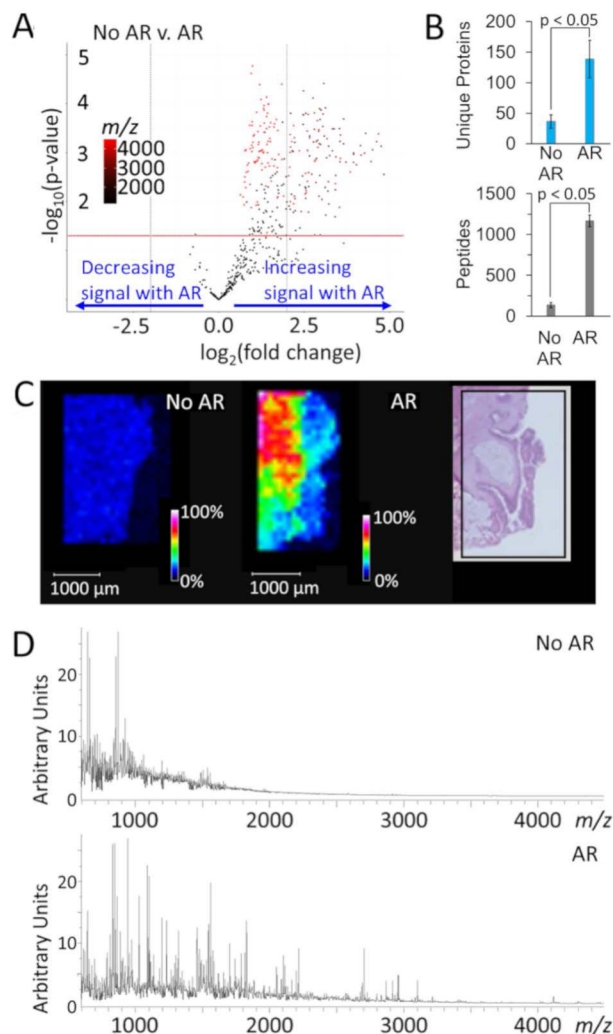 A
No AR v. AR
-log10(p-value)
5
4
3
2
m/z
4000
3000
2000
Decreasing
signal with AR
Increasing
signal with AR
-2.5
0.0
2.5
5.0
log2(fold change)
B
p < 0.05
Unique Proteins
200
150
100
50
0
No
AR
AR
p < 0.05
Peptides
1500
1000
500
0
No
AR
AR
C
No AR
100%
0%
1000 µm
AR
100%
0%
1000 µm
D
No AR
Arbitrary Units
20
10
0
1000
2000
3000
4000
m/z
AR
Arbitrary Units
20
10
0
1000
2000
3000
4000
m/z